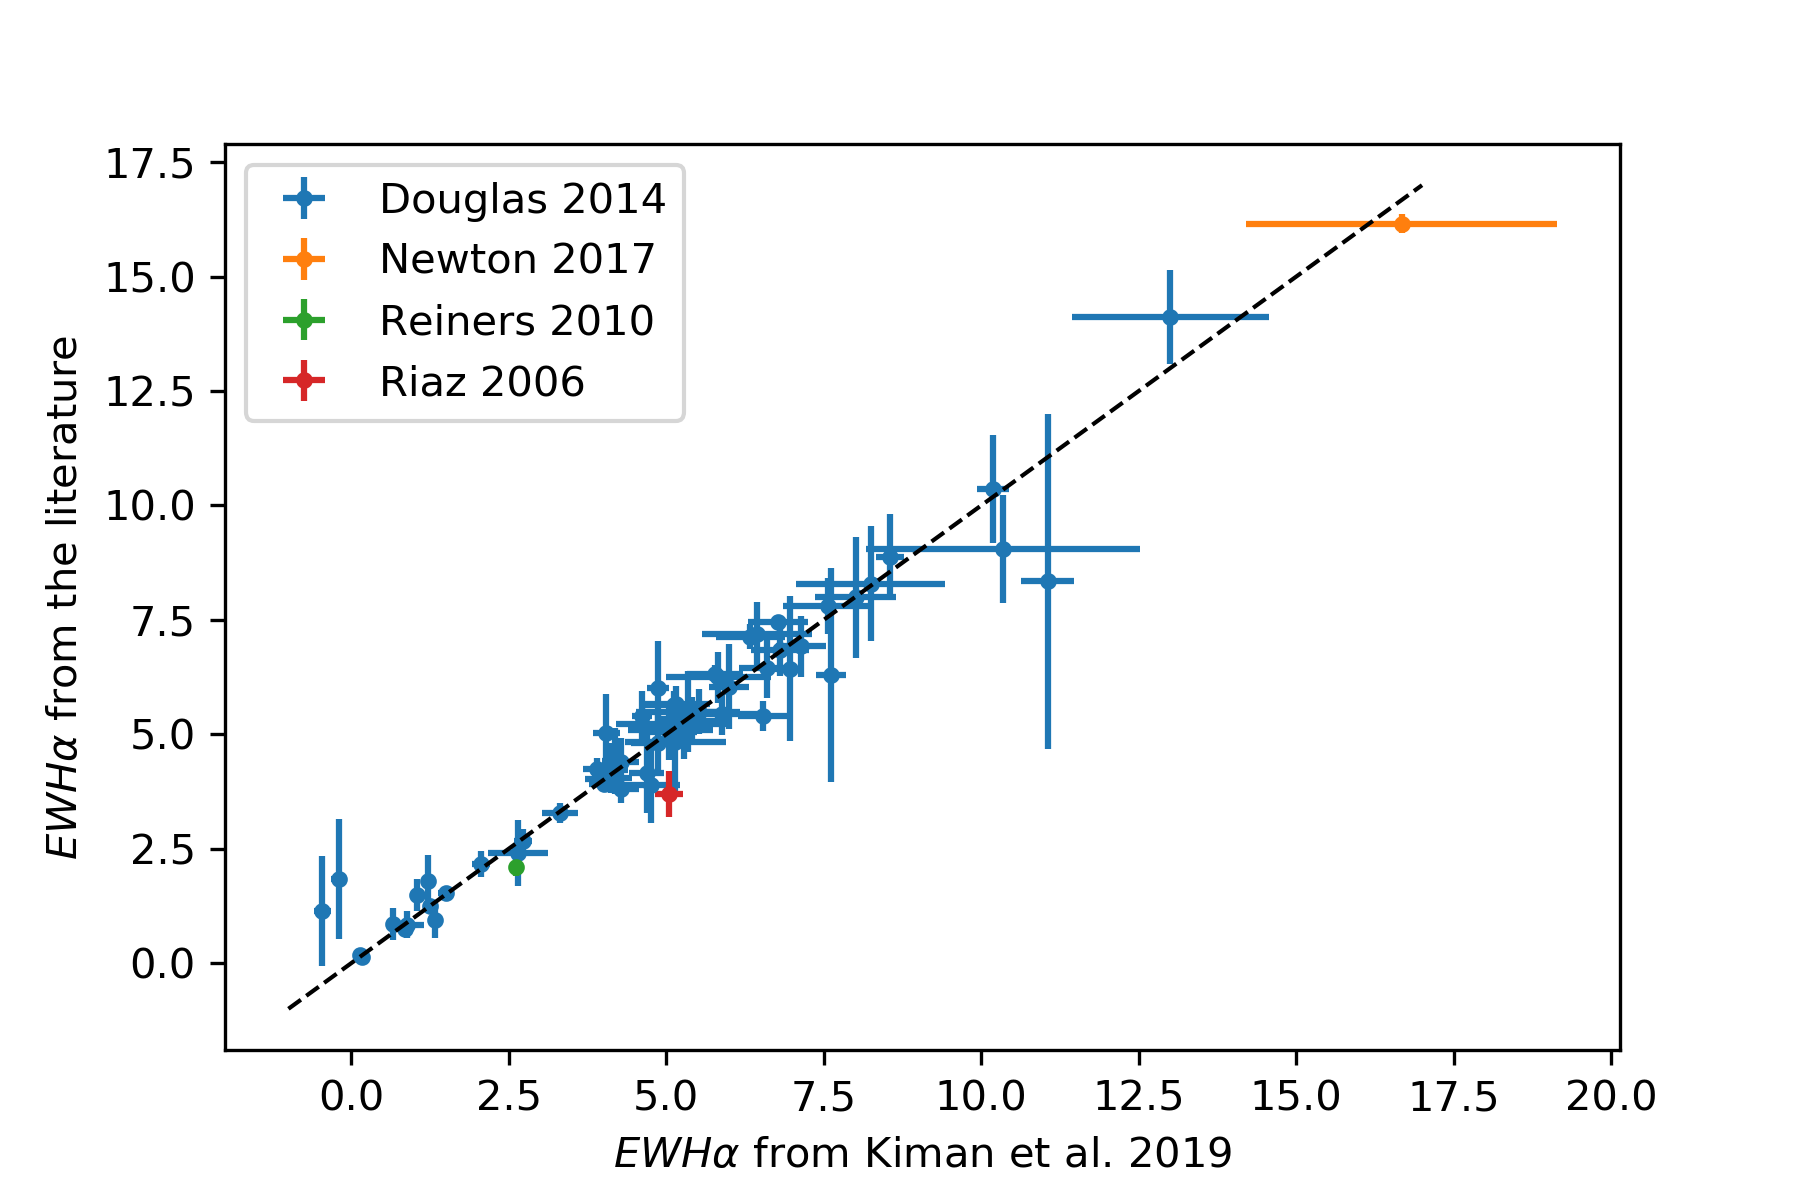 17.5
15.0
12.5
10.0
7.5
5.0
2.5
0.0
EWHα from the literature
Douglas 2014
Newton 2017
Reiners 2010
Riaz 2006
0.0 2.5 5.0 7.5 10.0 12.5 15.0 17.5 20.0
EWHα from Kiman et al. 2019